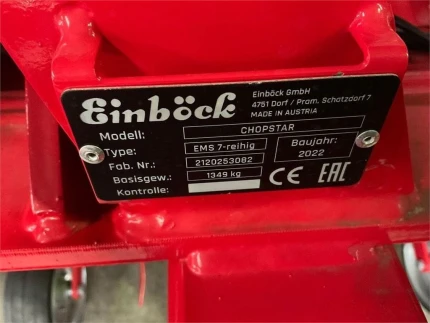 Einböck
Einböck GmbH
4751 Dorf / Pram, Schatzdorf 7
MADE IN AUSTRIA
Modell: CHOPSTAR
Type: EMS 7-reihig
Baujahr: 2022
Fab. Nr.: 2120253082
Basisgew.: 1349 kg
Kontrolle:
CE EAC